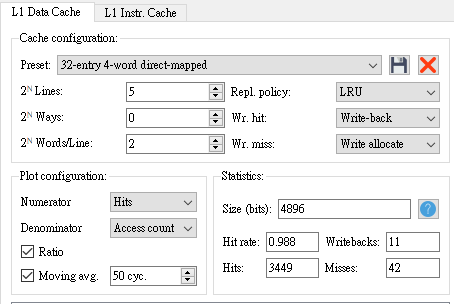 L1 Data Cache L1 Instr. Cache
Cache configuration:
Preset: 32-entry 4-word direct-mapped
2ᴺ Lines: 5 Repl. policy: LRU
2ᴺ Ways: 0 Wr. hit: Write-back
2ᴺ Words/Line: 2 Wr. miss: Write allocate
Plot configuration:
Numerator Hits
Denominator Access count
Ratio
Moving avg. 50 cyc.
Statistics:
Size (bits): 4896 ?
Hit rate: 0.988 Writebacks: 11
Hits: 3449 Misses: 42